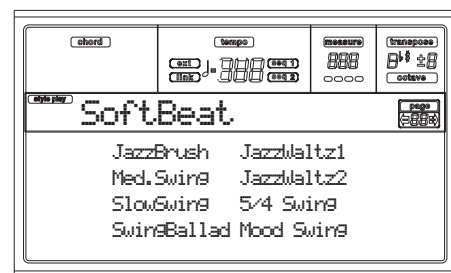 chord tempo measure transpose
ext seq 1
link seq 2
octave
style play SoftBeat page
JazzBrush JazzWaltz1
Med.Swing JazzWaltz2
SlowSwing 5/4 Swing
SwingBallad Mood Swing